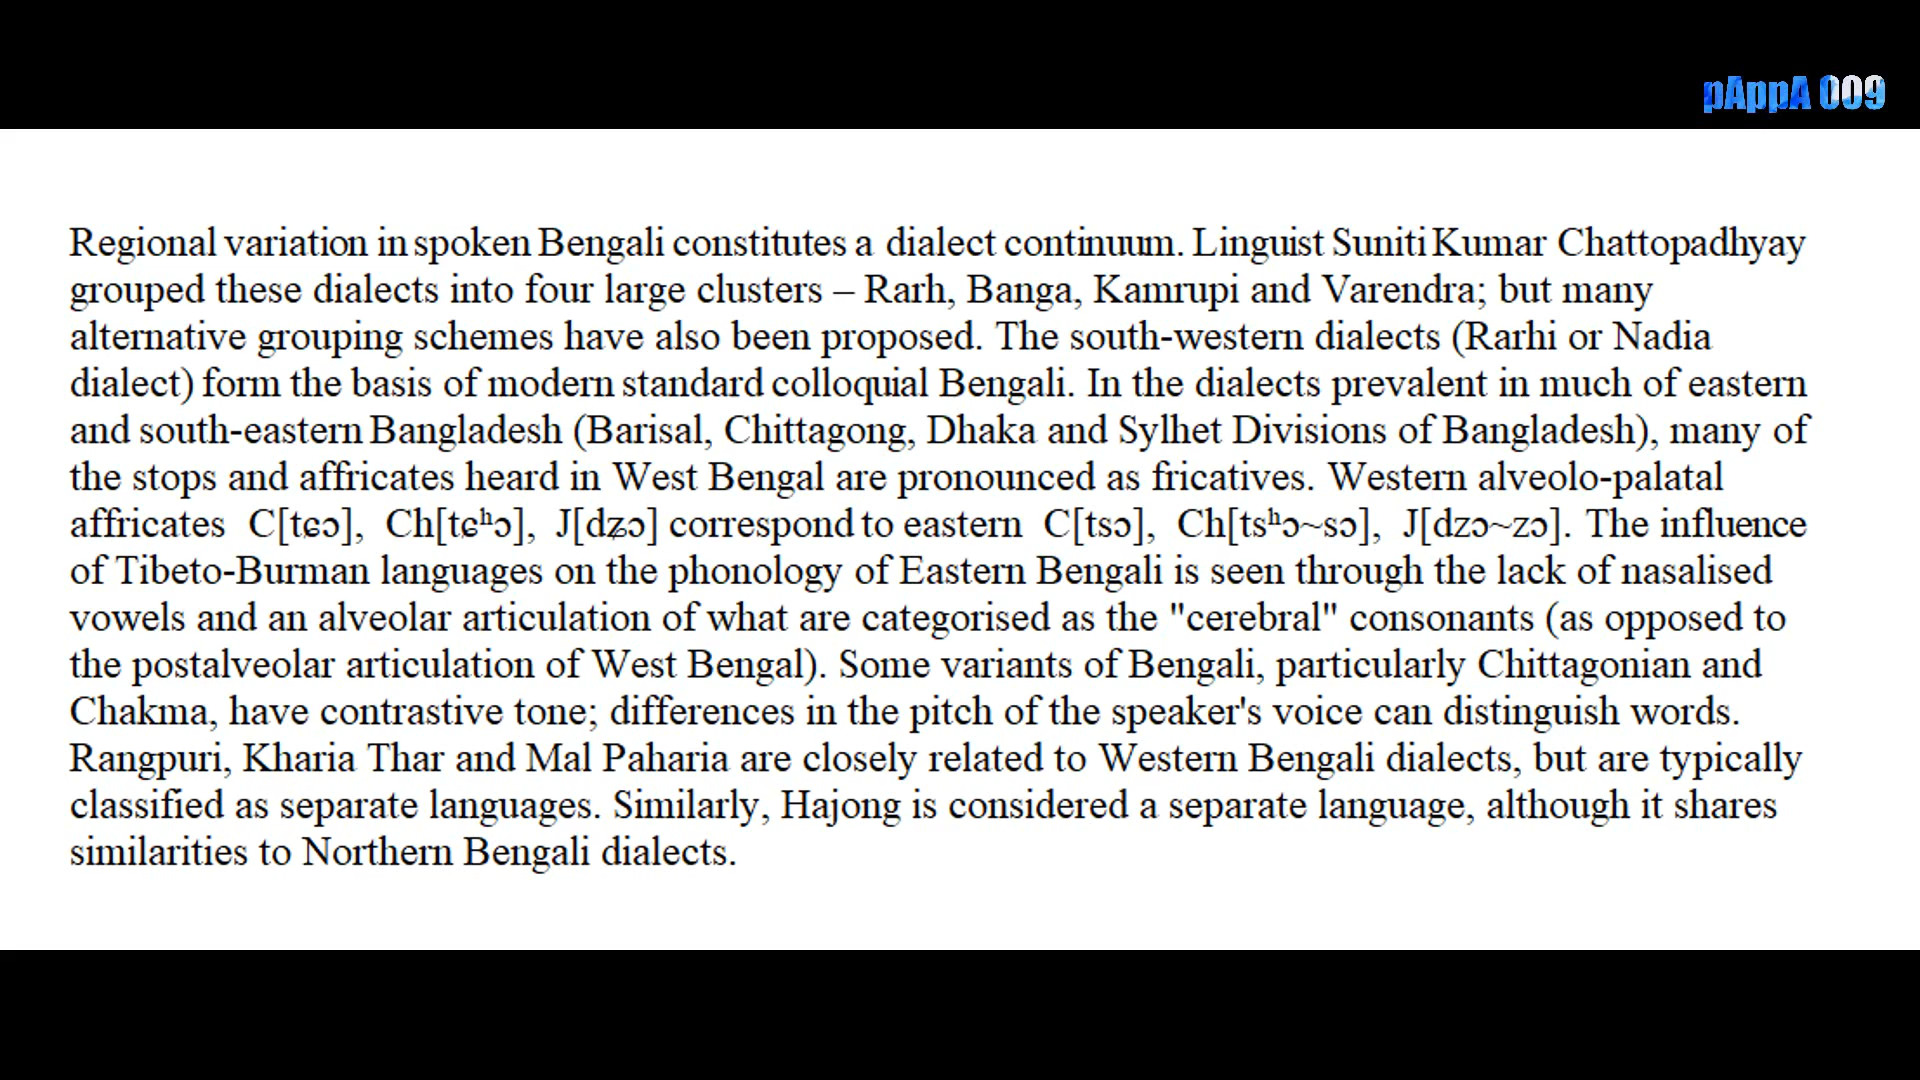 pAppA 009
Regional variation in spoken Bengali constitutes a dialect continuum. Linguist Suniti Kumar Chattopadhyay
grouped these dialects into four large clusters – Rarh, Banga, Kamrupi and Varendra; but many
alternative grouping schemes have also been proposed. The south-western dialects (Rarhi or Nadia
dialect) form the basis of modern standard colloquial Bengali. In the dialects prevalent in much of eastern
and south-eastern Bangladesh (Barisal, Chittagong, Dhaka and Sylhet Divisions of Bangladesh), many of
the stops and affricates heard in West Bengal are pronounced as fricatives. Western alveolo-palatal
affricates C[tɕɔ], Ch[tɕʰɔ], J[dʑɔ] correspond to eastern C[tsɔ], Ch[tsʰɔ~sɔ], J[dzɔ~zɔ]. The influence
of Tibeto-Burman languages on the phonology of Eastern Bengali is seen through the lack of nasalised
vowels and an alveolar articulation of what are categorised as the "cerebral" consonants (as opposed to
the postalveolar articulation of West Bengal). Some variants of Bengali, particularly Chittagonian and
Chakma, have contrastive tone; differences in the pitch of the speaker's voice can distinguish words.
Rangpuri, Kharia Thar and Mal Paharia are closely related to Western Bengali dialects, but are typically
classified as separate languages. Similarly, Hajong is considered a separate language, although it shares
similarities to Northern Bengali dialects.